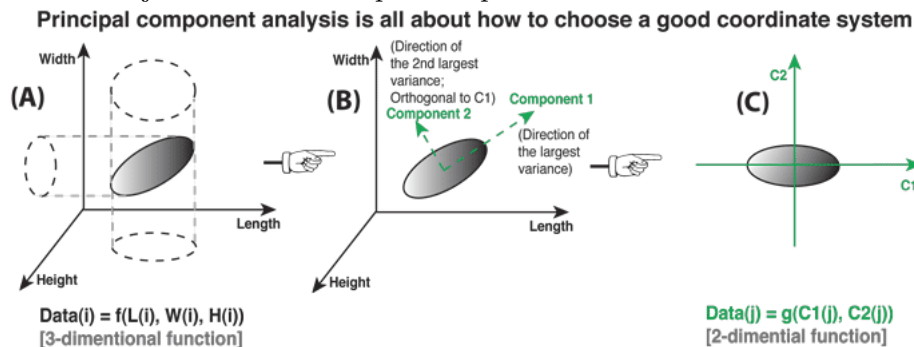 Principal component analysis is all about how to choose a good coordinate system
(A)
Width
Length
Height
Data(i) = f(L(i), W(i), H(i))
[3-dimentional function]
(B)
Width
(Direction of
the 2nd largest
variance;
Orthogonal to C1)
Component 2
Component 1
(Direction of
the largest
variance)
Length
Height
(C)
C2
C1
Data(j) = g(C1(j), C2(j))
[2-dimential function]